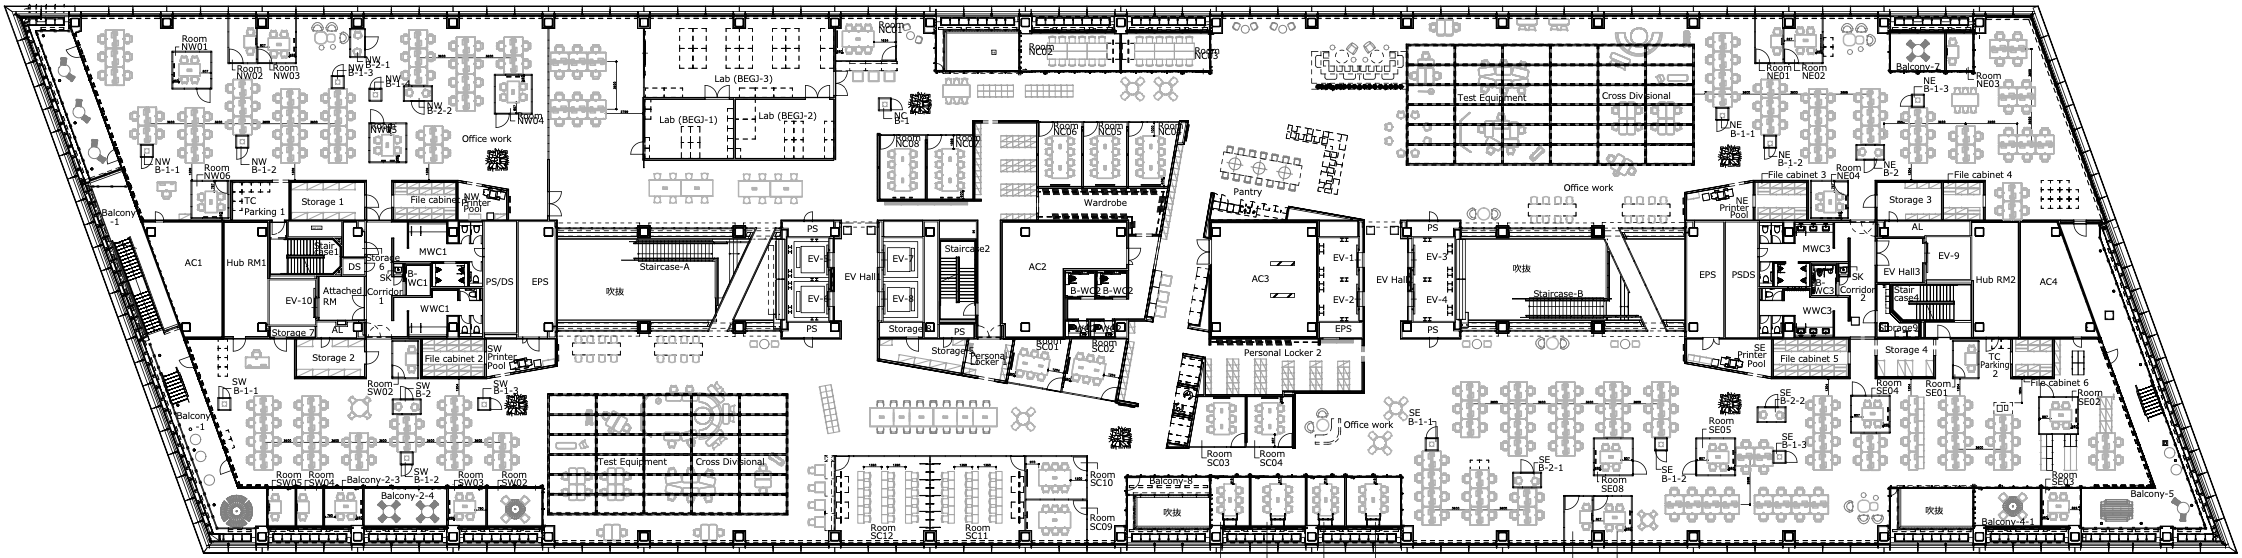 Room
NW01
Room
NW02
Room
NW03
NW
B-2-1
NW
B-1-3
NW
B-1
NW
B-2-2
Room
NW04
Room
NW05
Office work
NW
B-1-1
NW
B-1-2
Room
NW06
TC
Parking 1
Storage 1
File cabinet
NW
Printer
Pool
Lab (BEGJ-3)
Lab (BEGJ-1)
Lab (BEGJ-2)
Room
NC01
Room
NC02
Room
NC03
NC
B-1
Room
NC08
Room
NC07
Room
NC06
Room
NC05
Room
NC04
Wardrobe
Pantry
Test Equipment
Cross Divisional
Office work
Room
NE01
Room
NE02
Balcony-7
Room
NE03
NE
B-1-3
NE
B-1-1
NE
B-1-2
NE
B-2
Room
NE04
File cabinet 3
File cabinet 4
NE
Printer
Pool
Storage 3
AL
Balcony
-1
AC1
Hub RM1
Stair
case1
DS
Storage
6
SK
Corridor
1
EV-10
Attached
RM
AL
Storage 7
MWC1
B-
WC1
WWC1
PS/DS
EPS
Staircase-A
吹抜
PS
EV-5
EV-6
PS
EV Hall
EV-7
EV-8
Staircase2
Storage 8
PS
AC2
B-WC2
B-WC2
AC3
EV-1
EV-2
EPS
EV Hall
PS
EV-3
EV-4
PS
吹抜
Staircase-B
EPS
PSDS
MWC3
B-
WC3
WWC3
SK
Corridor
2
EV Hall3
EV-9
Stair
case4
Storage9
Hub RM2
AC4
Storage 2
File cabinet 2
SW
Printer
Pool
SW
B-1-1
Room
SW02
SW
B-2
SW
B-1-3
Balcony
-1
Room
SW05
Room
SW04
Balcony-2-3
SW
B-1-2
Balcony-2-4
Room
SW03
Room
SW02
Test Equipment
Cross Divisional
Storage
Personal
Locker 1
Room
SC01
Room
SC02
Personal Locker 2
Room
SC03
Room
SC04
Office work
Room
SC12
Room
SC11
Room
SC10
Room
SC09
Balcony-8
吹抜
SE
B-1-1
SE
B-2-1
Room
SE08
SE
B-1-2
Room
SE05
SE
B-2-2
SE
B-1-3
SE
Printer
Pool
File cabinet 5
Storage 4
Room
SE04
Room
SE01
TC
Parking
2
File cabinet 6
Room
SE02
Room
SE03
吹抜
Balcony-4-1
Balcony-5